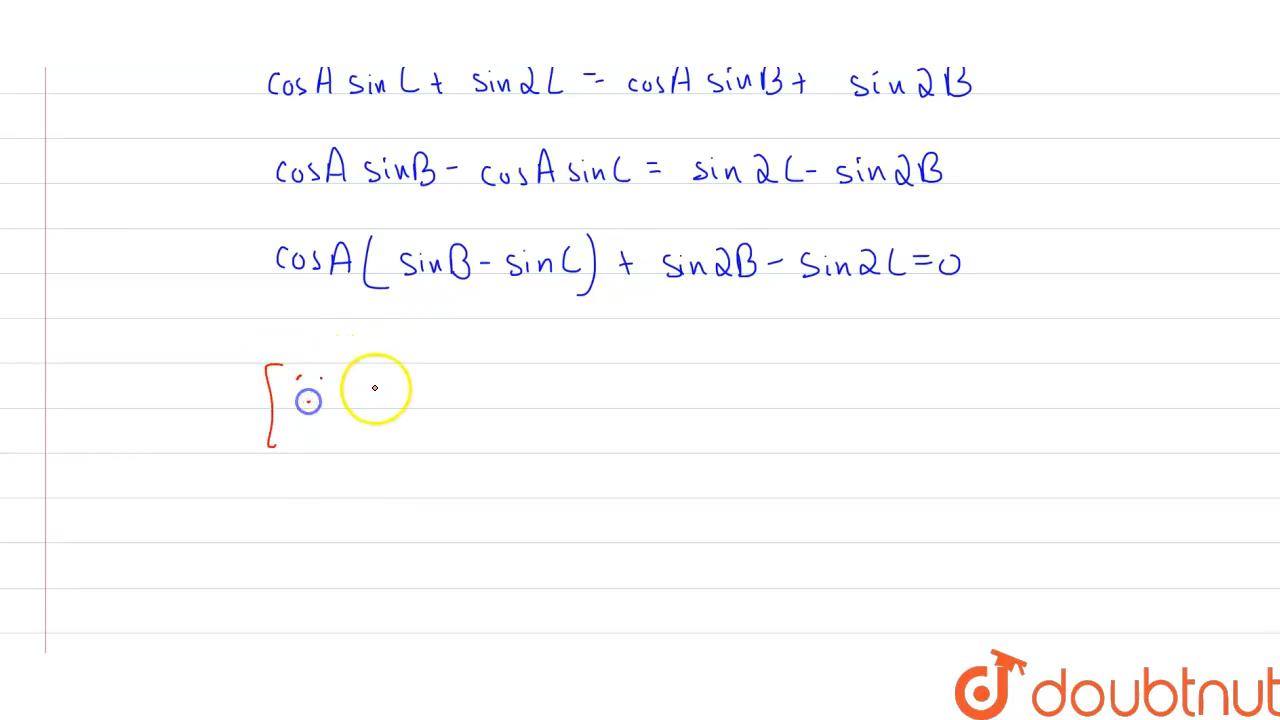 cosA sinC + sin2C = cosA sinB + sin2B
cosA sinB - cosA sinC = sin2C - sin2B
cosA(sinB - sinC) + sin2B - sin2C = 0
[∵
doubtnut